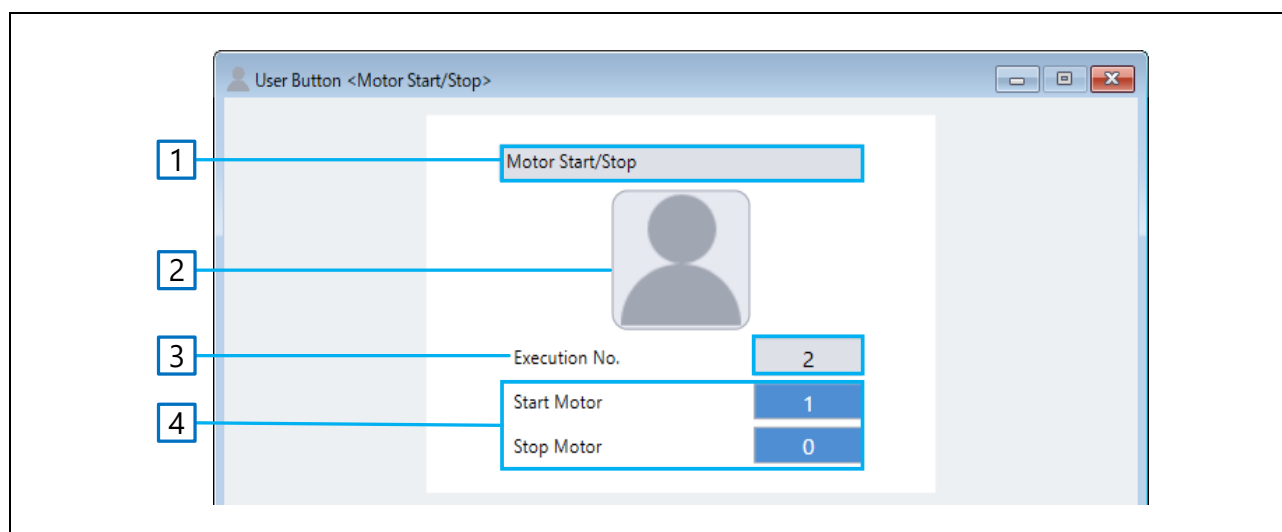 User Button <Motor Start/Stop>
1
Motor Start/Stop
2
3
Execution No. 2
4
Start Motor 1
Stop Motor 0